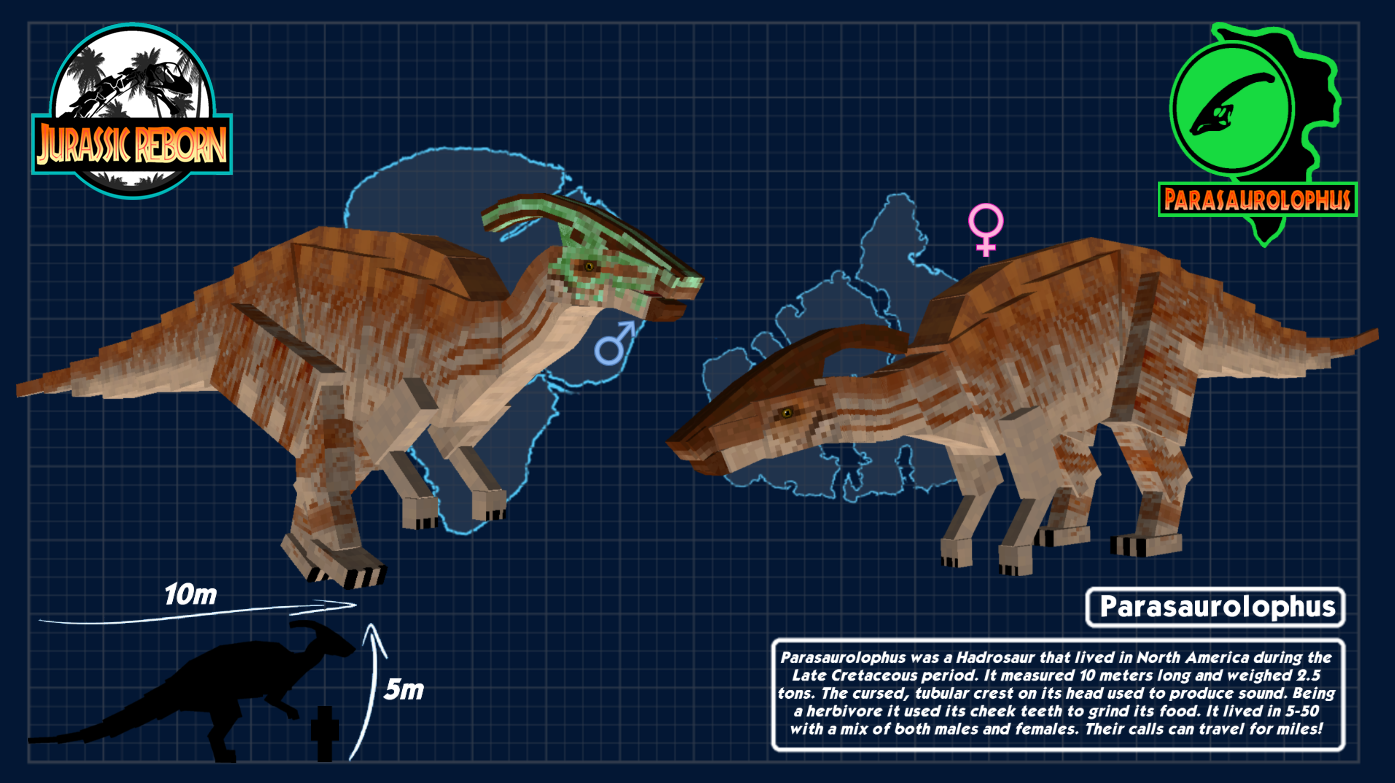 JURASSIC REBORN
PARASAUROLOPHUS
10m
5m
Parasaurolophus
Parasaurolophus was a Hadrosaur that lived in North America during the
Late Cretaceous period. It measured 10 meters long and weighed 2.5
tons. The cursed, tubular crest on its head used to produce sound. Being
a herbivore it used its cheek teeth to grind its food. It lived in 5-50
with a mix of both males and females. Their calls can travel for miles!